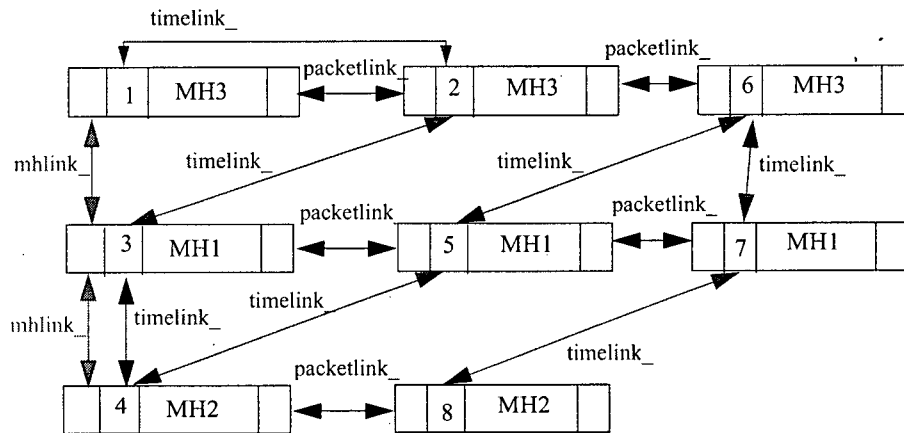 timelink_
packetlink_
packetlink_
1 MH3
2 MH3
6 MH3
mhlink_
timelink_
timelink_
timelink_
packetlink_
packetlink_
3 MH1
5 MH1
7 MH1
mhlink_
timelink_
timelink_
timelink_
packetlink_
4 MH2
8 MH2